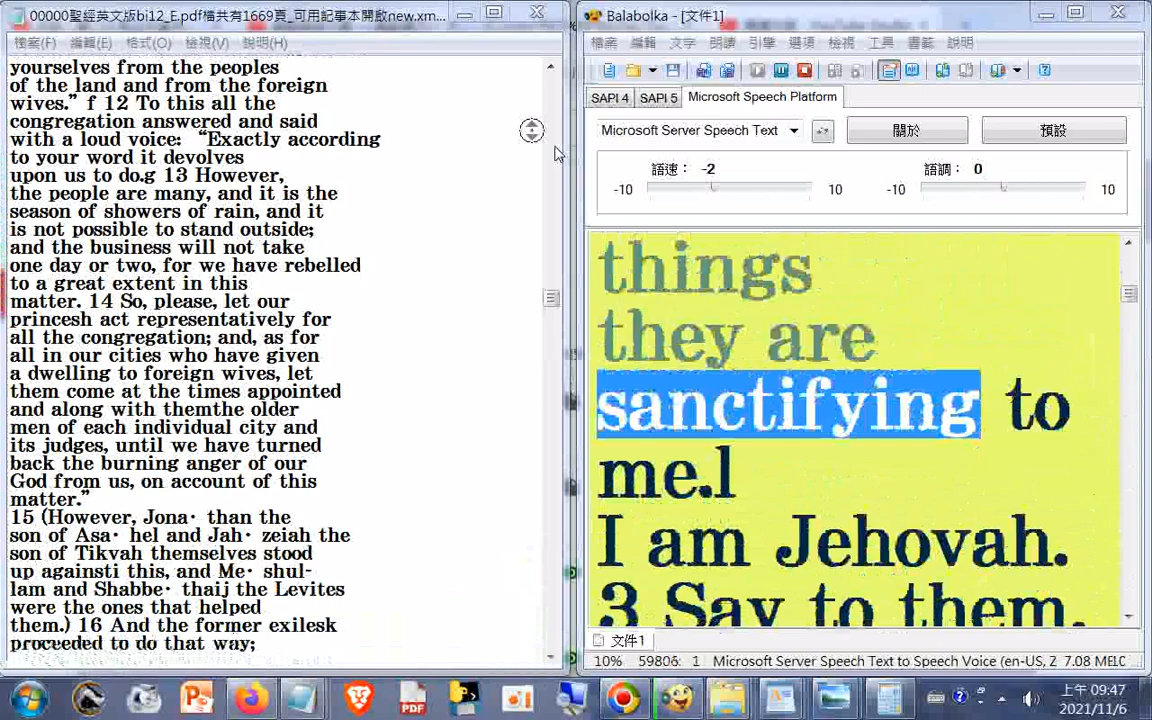 00000聖經英文版bi12_E.pdf檔共有1669頁_可用記事本開啟new.xm...
檔案(F) 編輯(E) 格式(O) 檢視(V) 說明(H)
yourselves from the peoples
of the land and from the foreign
wives.” f 12 To this all the
congregation answered and said
with a loud voice: “Exactly according
to your word it devolves
upon us to do.g 13 However,
the people are many, and it is the
season of showers of rain, and it
is not possible to stand outside;
and the business will not take
one day or two, for we have rebelled
to a great extent in this
matter. 14 So, please, let our
princesh act representatively for
all the congregation; and, as for
all in our cities who have given
a dwelling to foreign wives, let
them come at the times appointed
and along with themthe older
men of each individual city and
its judges, until we have turned
back the burning anger of our
God from us, on account of this
matter.”
15 (However, Jona· than the
son of Asa· hel and Jah· zeiah the
son of Tikvah themselves stood
up againsti this, and Me· shul-
lam and Shabbe· thaij the Levites
were the ones that helped
them.) 16 And the former exilesk
proceeded to do that way;
Balabolka - [文件1]
檔案 編輯 文字 朗讀 引擎 選項 檢視 工具 書籤 說明
SAPI 4 SAPI 5 Microsoft Speech Platform
Microsoft Server Speech Text 關於 預設
語速： -2 語調： 0
-10 10 -10 10
things
they are
sanctifying to
me.l
I am Jehovah.
3 Say to them,
文件1
10% 59806: 1 Microsoft Server Speech Text to Speech Voice (en-US, Z 7.08 MELC
PDF
上午 09:47
2021/11/6